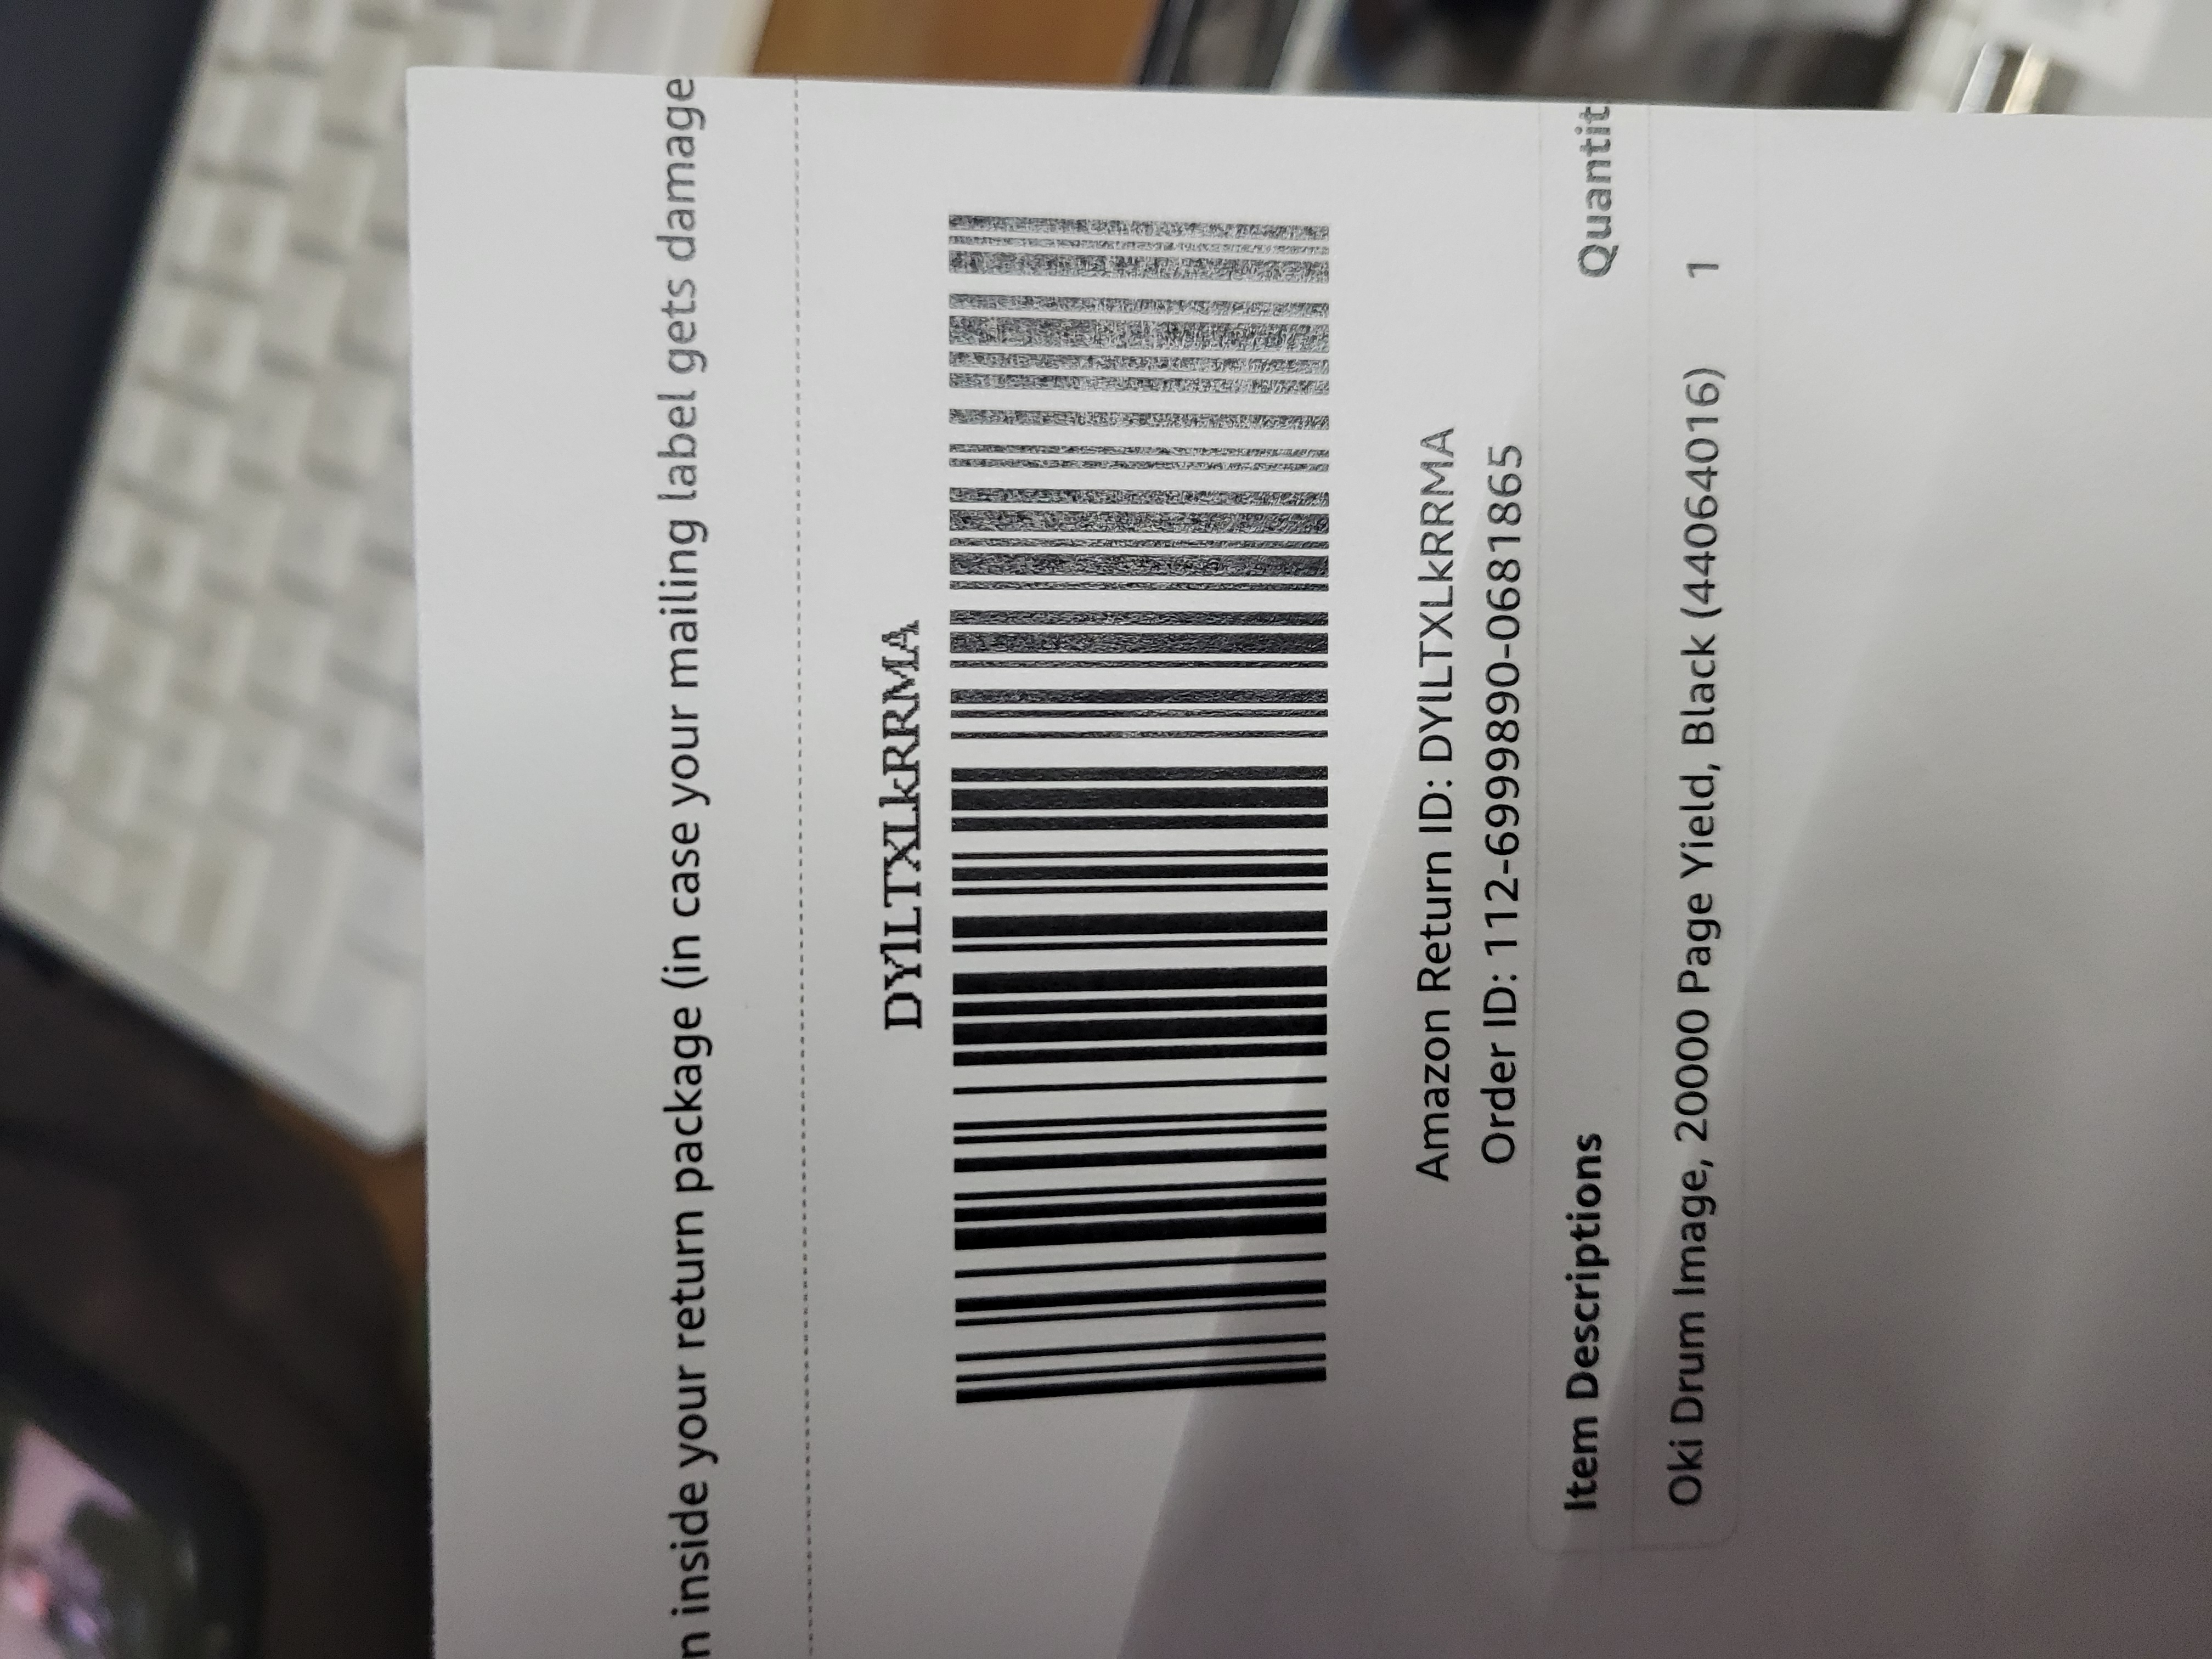 n inside your return package (in case your mailing label gets damage
DYlLTXLkRRMA
Amazon Return ID: DYlLTXLkRRMA
Order ID: 112-6999890-0681865
Item Descriptions Quantit
Oki Drum Image, 20000 Page Yield, Black (44064016) 1